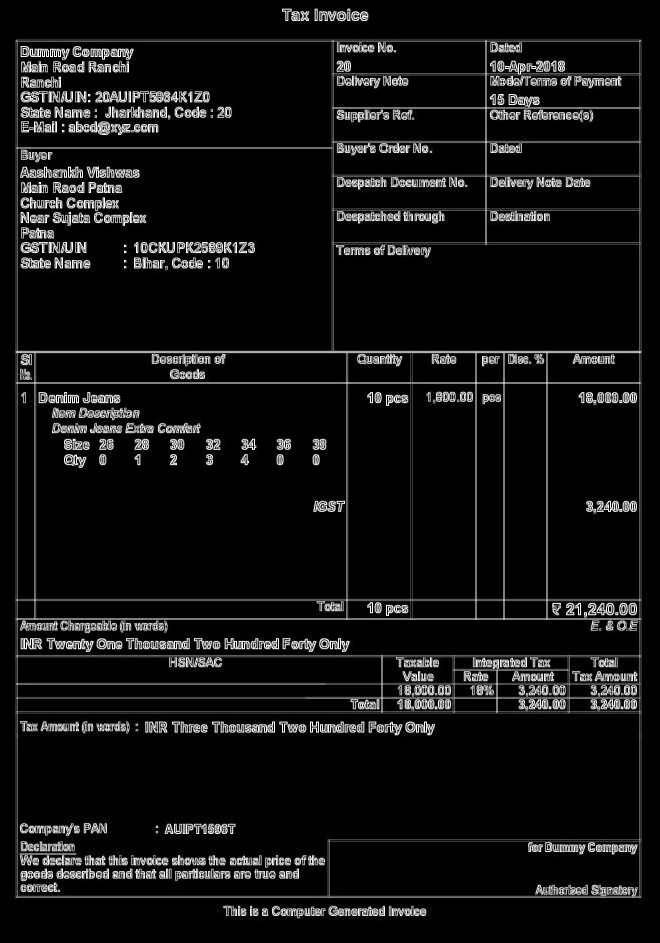 Tax Invoice
Dummy Company
Main Road Ranchi
Ranchi
GSTIN/UIN: 20AUIPT5984K1Z0
State Name : Jharkhand, Code : 20
E-Mail : abcd@xyz.com
Invoice No.
20
Dated
10-Apr-2018
Delivery Note
Mode/Terms of Payment
15 Days
Supplier's Ref.
Other Reference(s)
Buyer
Aashankh Vishwas
Main Raod Patna
Church Complex
Near Sujata Complex
Patna
GSTIN/UIN : 10CKUPK2589K1Z3
State Name : Bihar, Code : 10
Buyer's Order No.
Dated
Despatch Document No.
Delivery Note Date
Despatched through
Destination
Terms of Delivery
Sl No. Description of Goods Quantity Rate per Disc. % Amount
1 Denim Jeans 10 pcs 1,800.00 pcs 18,000.00
Item Description
Denim Jeans Extra Comfort
Size 26 28 30 32 34 36 38
Qty 0 1 2 3 4 0 0
IGST 3,240.00
Total 10 pcs ₹ 21,240.00
Amount Chargeable (in words) E. & O.E
INR Twenty One Thousand Two Hundred Forty Only
HSN/SAC Taxable Value Integrated Tax Total Tax Amount
Rate Amount
18,000.00 18% 3,240.00 3,240.00
Total 18,000.00 3,240.00 3,240.00
Tax Amount (in words) : INR Three Thousand Two Hundred Forty Only
Company's PAN : AUIPT1596T
Declaration
We declare that this invoice shows the actual price of the
goods described and that all particulars are true and
correct.
for Dummy Company
Authorised Signatory
This is a Computer Generated Invoice